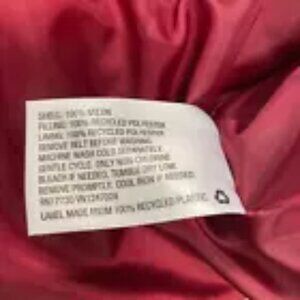 SHELL: 100% NYLON
FILLING: 100% RECYCLED POLYESTER
LINING: 100% RECYCLED POLYESTER
REMOVE BELT BEFORE WASHING
MACHINE WASH COLD SEPARATELY,
GENTLE CYCLE. ONLY NON-CHLORINE
BLEACH IF NEEDED. TUMBLE DRY LOW.
REMOVE PROMPTLY. COOL IRON IF NEEDED
LABEL MADE FROM 100% RECYCLED PLASTIC